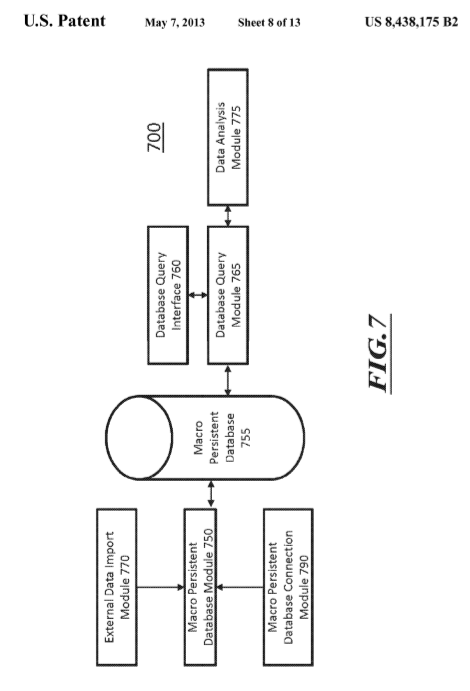 U.S. Patent May 7, 2013 Sheet 8 of 13 US 8,438,175 B2
700
External Data Import
Module 770
Macro Persistent
Database Module 750
Macro Persistent
Database Connection
Module 790
Macro
Persistent
Database
755
Database Query
Interface 760
Database Query
Module 765
Data Analysis
Module 775
FIG.7